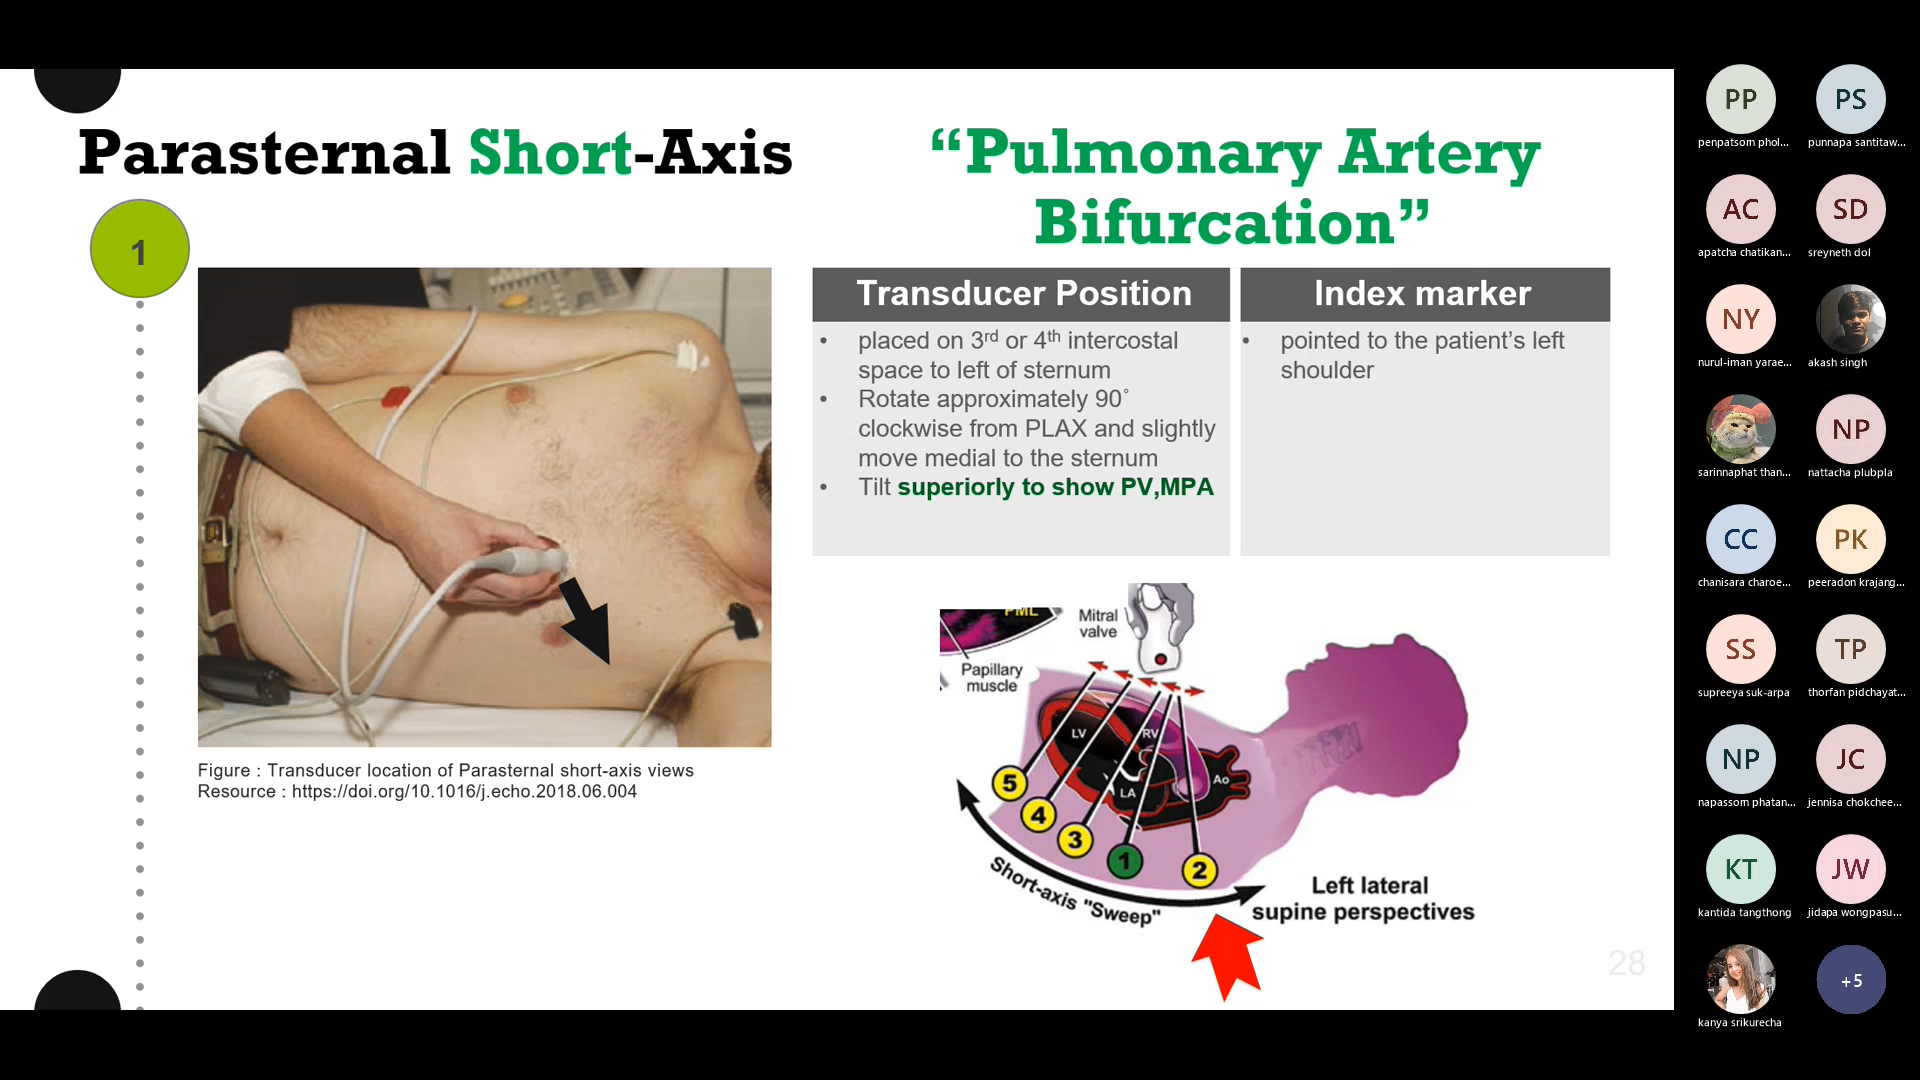 Parasternal Short-Axis
“Pulmonary Artery
Bifurcation”
1
Transducer Position
• placed on 3rd or 4th intercostal
space to left of sternum
• Rotate approximately 90°
clockwise from PLAX and slightly
move medial to the sternum
• Tilt superiorly to show PV,MPA
Index marker
• pointed to the patient’s left
shoulder
Figure : Transducer location of Parasternal short-axis views
Resource : https://doi.org/10.1016/j.echo.2018.06.004
PML
Mitral
valve
Papillary
muscle
LV
RV
LA
Ao
5
4
3
1
2
Short-axis "Sweep"
Left lateral
supine perspectives
28
PP
penpatsorn phol...
PS
punnapa santitaw...
AC
apatcha chatikan...
SD
sreyneth dol
NY
nurul-iman yarae...
akash singh
sarinnaphat than...
NP
nattacha plubpla
CC
chanisara charoe...
PK
peeradon krajang...
SS
supreeya suk-arpa
TP
thorfan pidchayat...
NP
napassorn phatan...
JC
jennisa chokchee...
KT
kantida tangthong
JW
jidapa wongpasu...
kanya srikurecha
+5